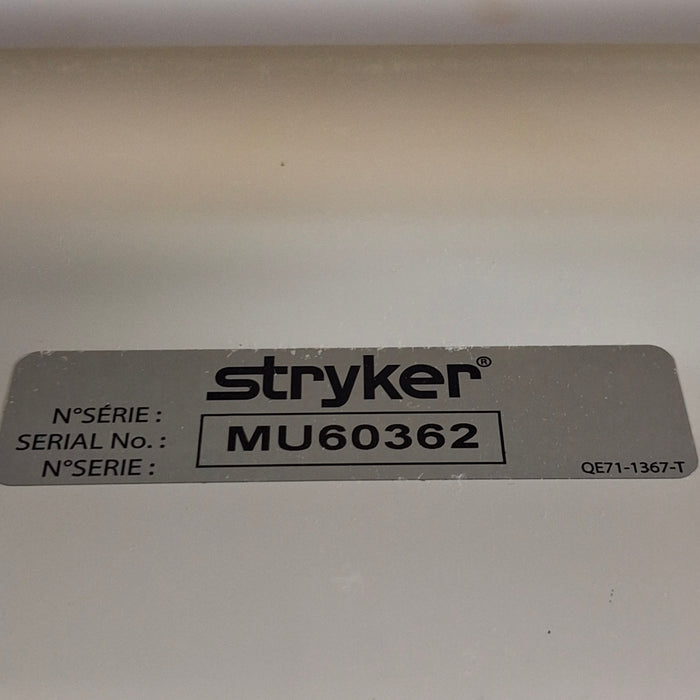 stryker®
N°SÉRIE :
SERIAL No. : MU60362
N°SERIE :
QE71-1367-T